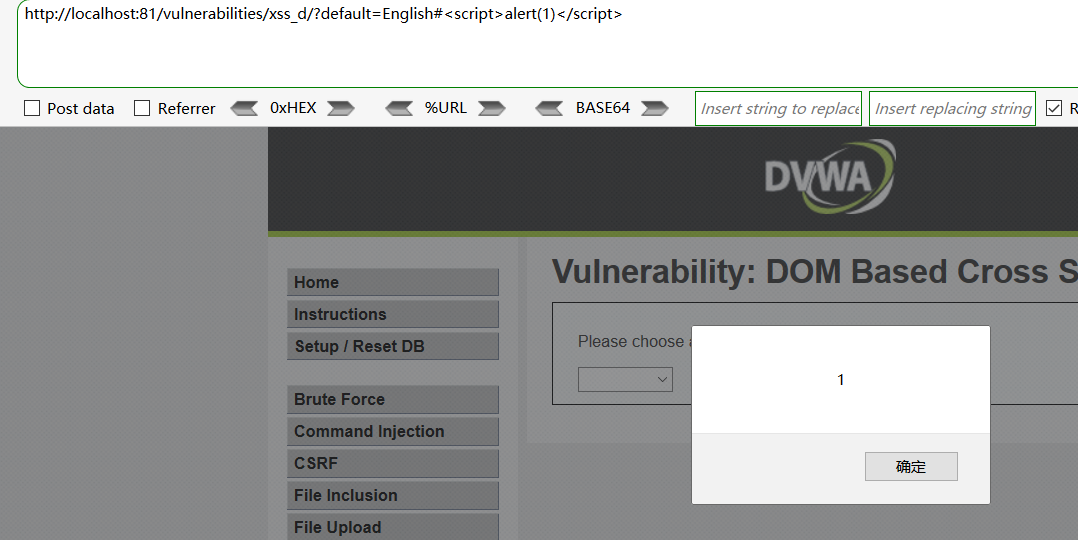 http://localhost:81/vulnerabilities/xss_d/?default=English#<script>alert(1)</script>
Post data Referrer 0xHEX %URL BASE64 Insert string to replace Insert replacing string R
DVWA
Vulnerability: DOM Based Cross S
Home
Instructions
Setup / Reset DB
Please choose a
1
Brute Force
Command Injection
CSRF
确定
File Inclusion
File Upload